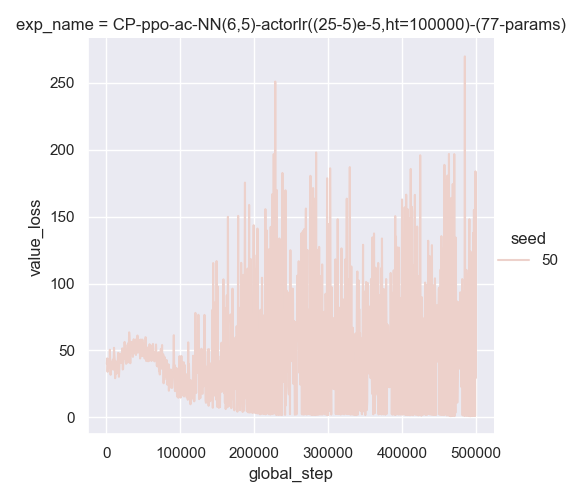 exp_name = CP-ppo-ac-NN(6,5)-actorlr((25-5)e-5,ht=100000)-(77-params)
250
200
150
100
50
0
value_loss
0 100000 200000 300000 400000 500000
global_step
seed
50